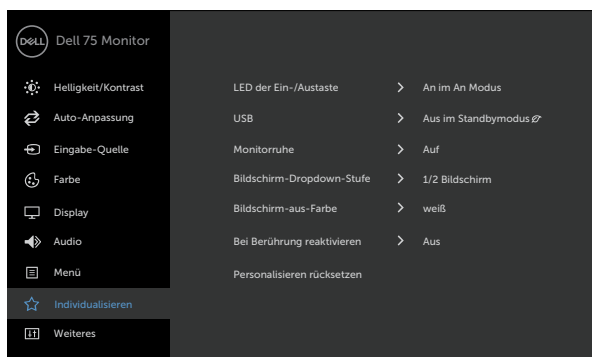 DELL Dell 75 Monitor
Helligkeit/Kontrast
Auto-Anpassung
Eingabe-Quelle
Farbe
Display
Audio
Menü
Individualisieren
Weiteres
LED der Ein-/Austaste An im An Modus
USB Aus im Standbymodus
Monitorruhe Auf
Bildschirm-Dropdown-Stufe 1/2 Bildschirm
Bildschirm-aus-Farbe weiß
Bei Berührung reaktivieren Aus
Personalisieren rücksetzen